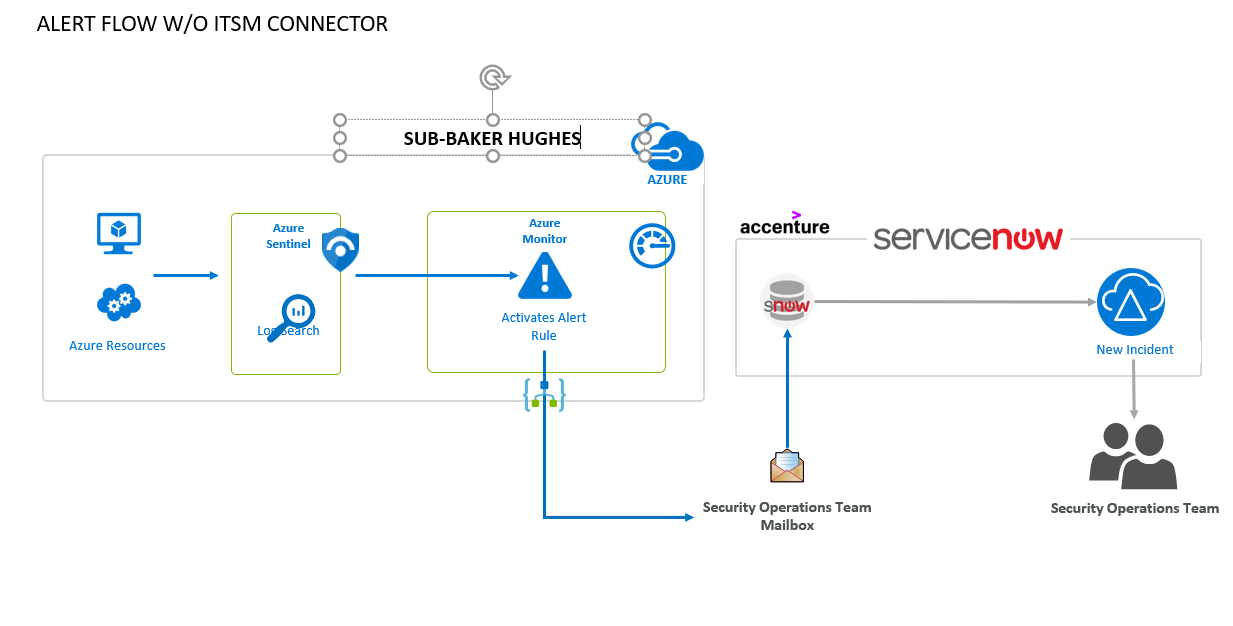 ALERT FLOW W/O ITSM CONNECTOR
SUB-BAKER HUGHES
AZURE
Azure
Sentinel
Log Search
Azure Resources
Azure
Monitor
Activates Alert
Rule
accenture
servicenow
snow
New Incident
Security Operations Team
Mailbox
Security Operations Team